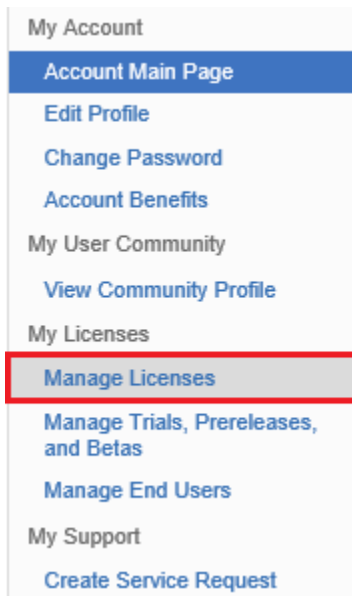 My Account
Account Main Page
Edit Profile
Change Password
Account Benefits
My User Community
View Community Profile
My Licenses
Manage Licenses
Manage Trials, Prereleases,
and Betas
Manage End Users
My Support
Create Service Request